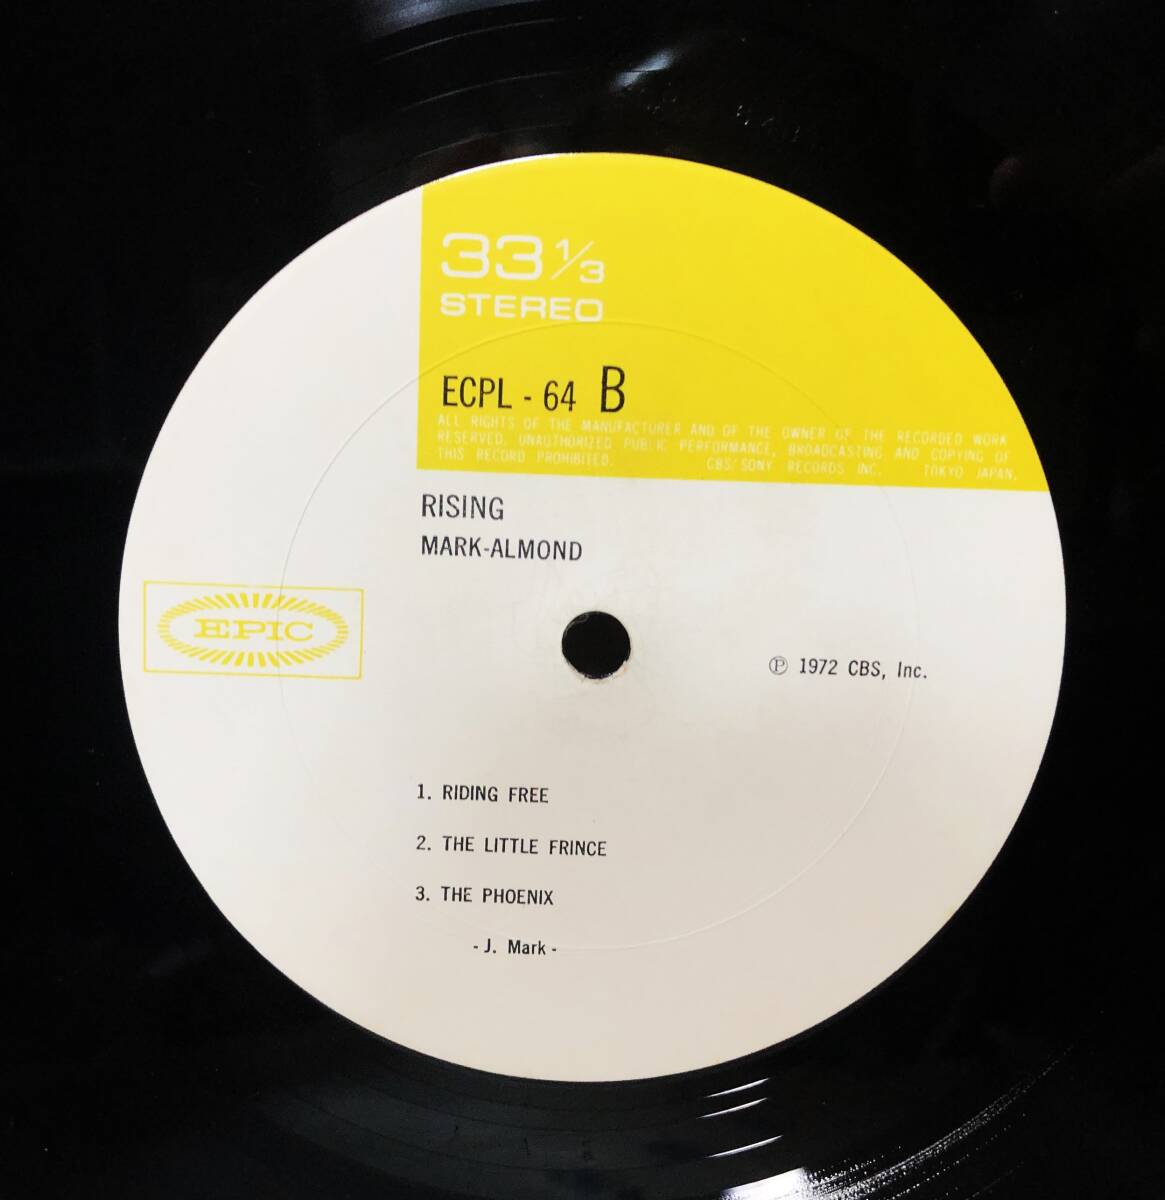 33 1/3
STEREO
ECPL - 64 B
ALL RIGHTS OF THE MANUFACTURER AND OF THE OWNER OF THE RECORDED WORK
RESERVED. UNAUTHORIZED PUBLIC PERFORMANCE, BROADCASTING AND COPYING OF
THIS RECORD PROHIBITED. CBS/SONY RECORDS INC. TOKYO JAPAN.
RISING
MARK-ALMOND
EPIC
℗ 1972 CBS, Inc.
1. RIDING FREE
2. THE LITTLE FRINCE
3. THE PHOENIX
- J. Mark -